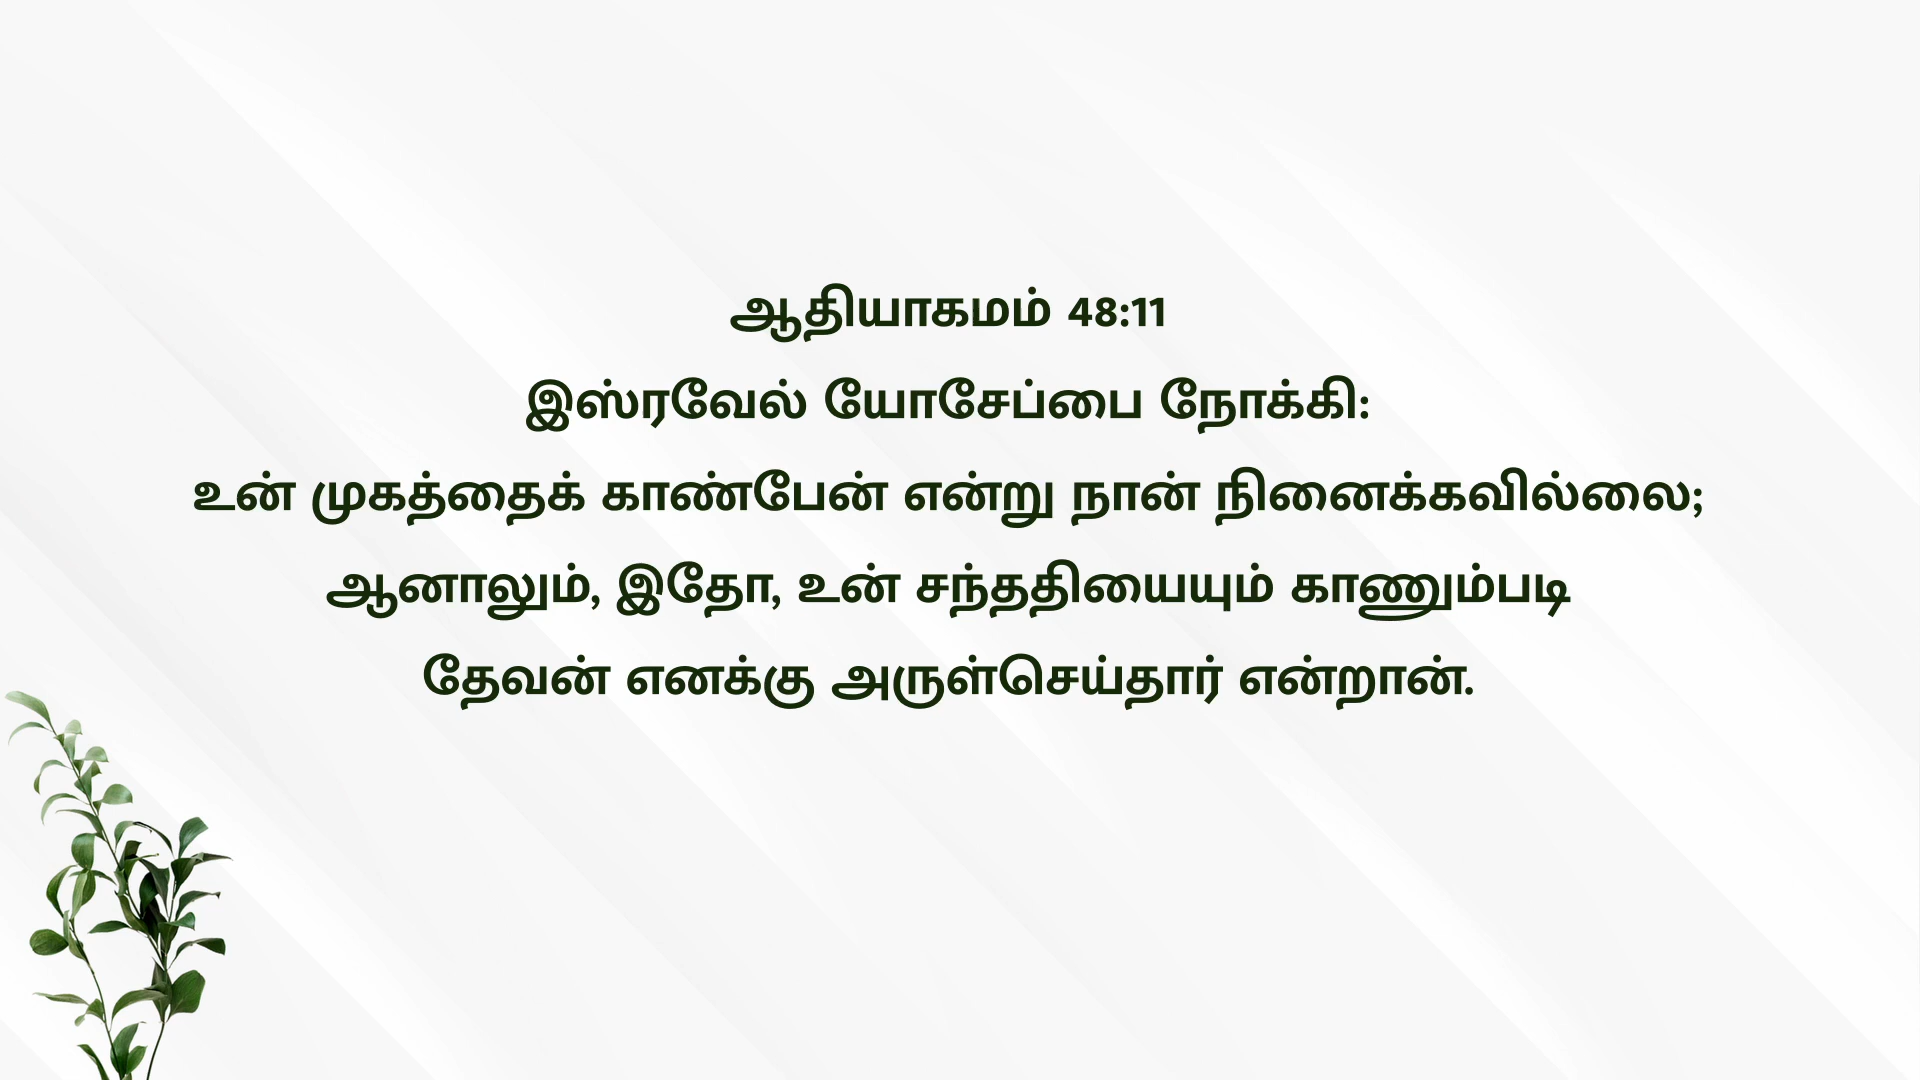 ஆதியாகமம் 48:11
இஸ்ரவேல் யோசேப்பை நோக்கி:
உன் முகத்தைக் காண்பேன் என்று நான் நினைக்கவில்லை;
ஆனாலும், இதோ, உன் சந்ததியையும் காணும்படி
தேவன் எனக்கு அருள்செய்தார் என்றான்.